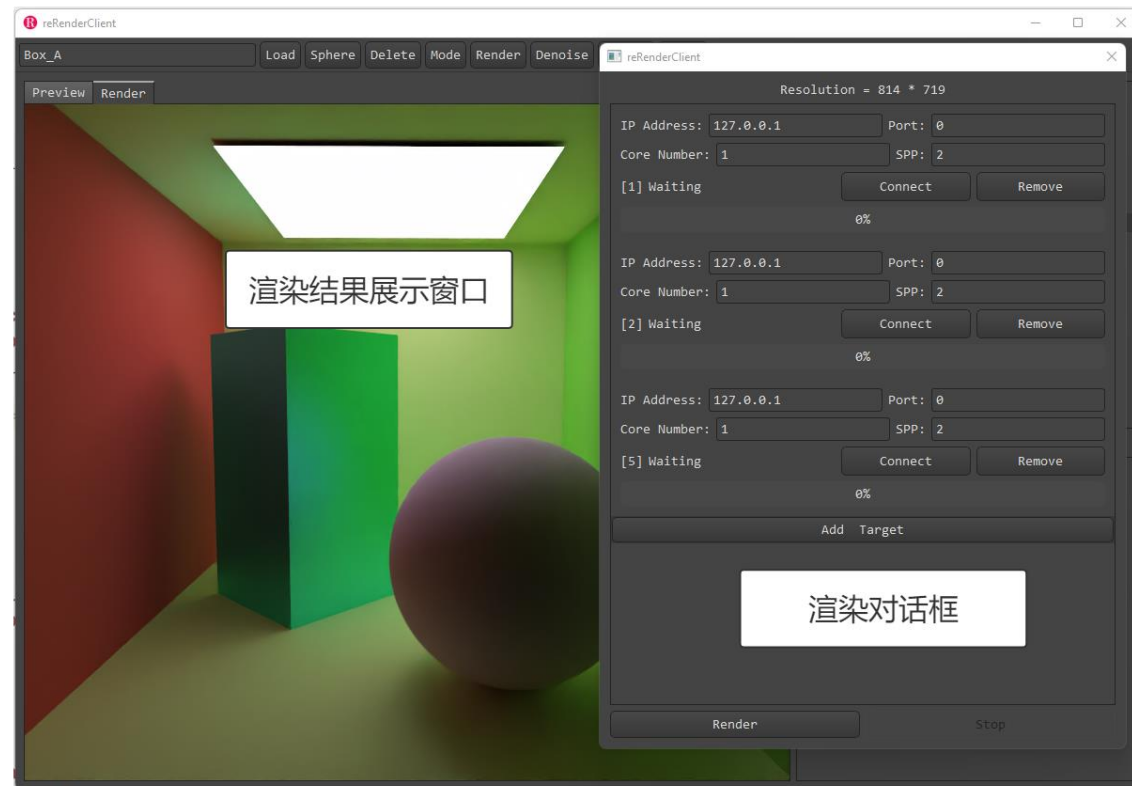 reRenderClient
Box_A Load Sphere Delete Mode Render Denoise
Preview Render
渲染结果展示窗口
reRenderClient
Resolution = 814 * 719
IP Address: 127.0.0.1 Port: 0
Core Number: 1 SPP: 2
[1] Waiting Connect Remove
0%
IP Address: 127.0.0.1 Port: 0
Core Number: 1 SPP: 2
[2] Waiting Connect Remove
0%
IP Address: 127.0.0.1 Port: 0
Core Number: 1 SPP: 2
[5] Waiting Connect Remove
0%
Add Target
渲染对话框
Render Stop